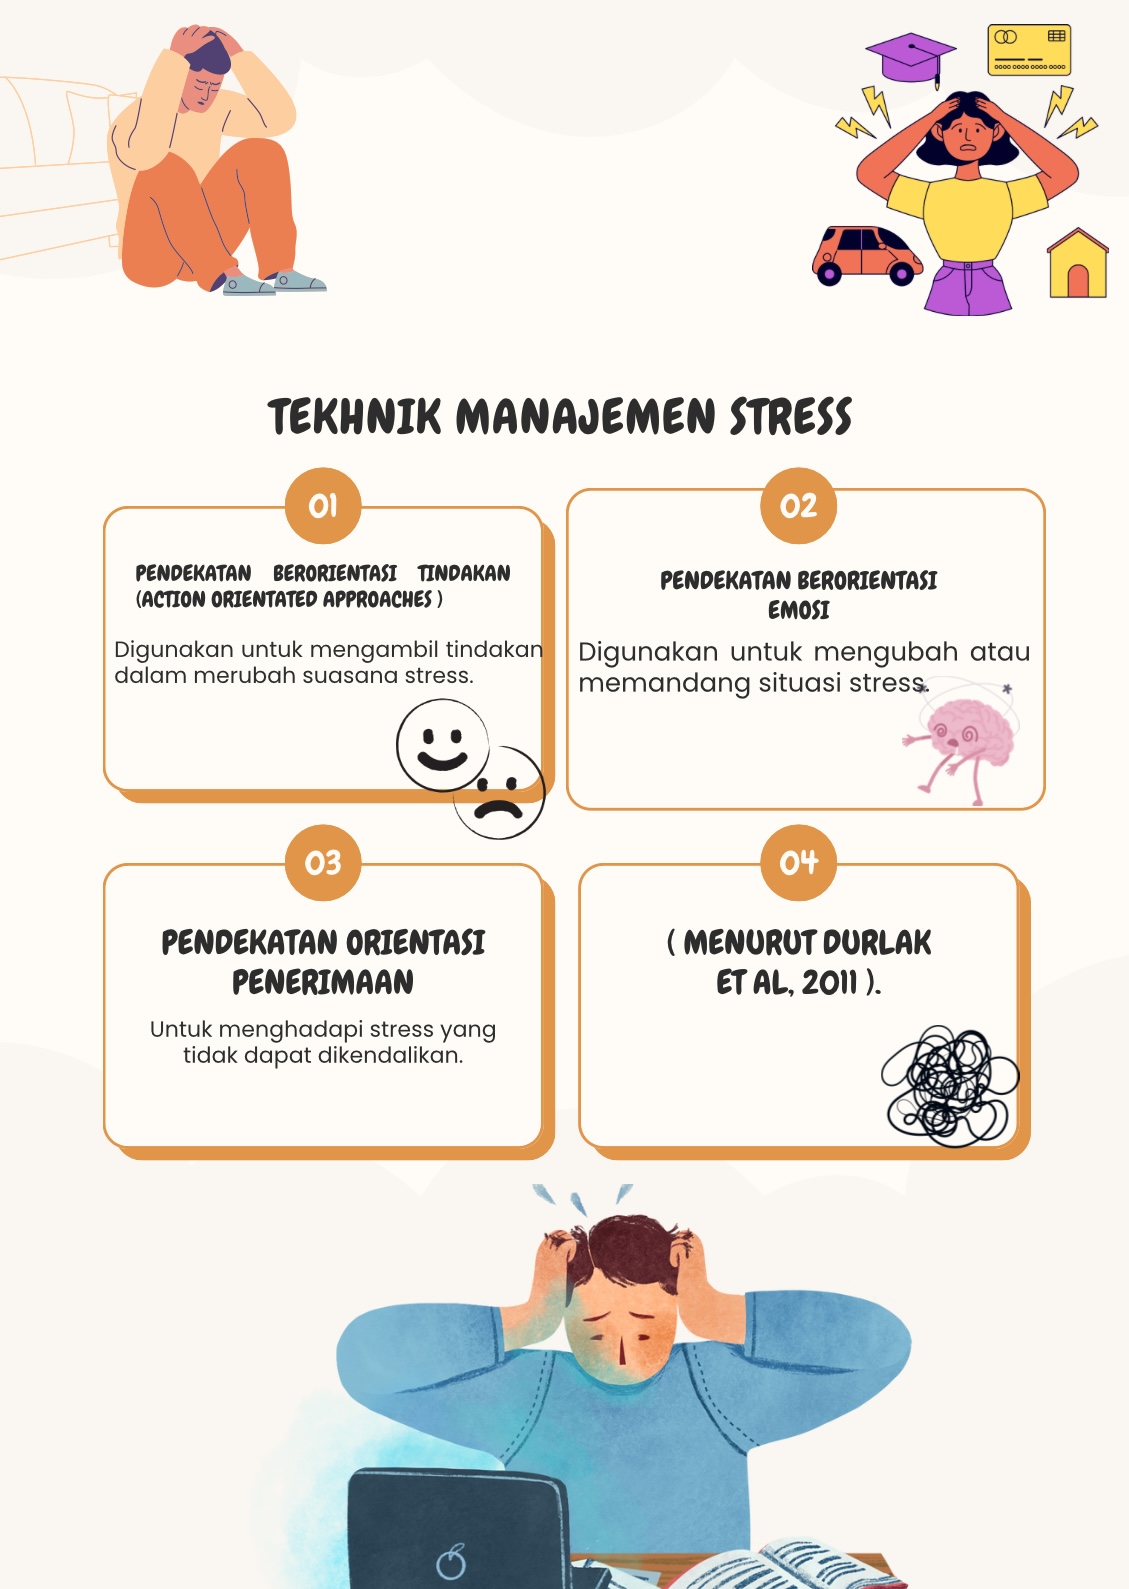 TEKHNIK MANAJEMEN STRESS
01
PENDEKATAN BERORIENTASI TINDAKAN
(ACTION ORIENTATED APPROACHES )
Digunakan untuk mengambil tindakan
dalam merubah suasana stress.
02
PENDEKATAN BERORIENTASI
EMOSI
Digunakan untuk mengubah atau
memandang situasi stress.
03
PENDEKATAN ORIENTASI
PENERIMAAN
Untuk menghadapi stress yang
tidak dapat dikendalikan.
04
( MENURUT DURLAK
ET AL, 2011 ).